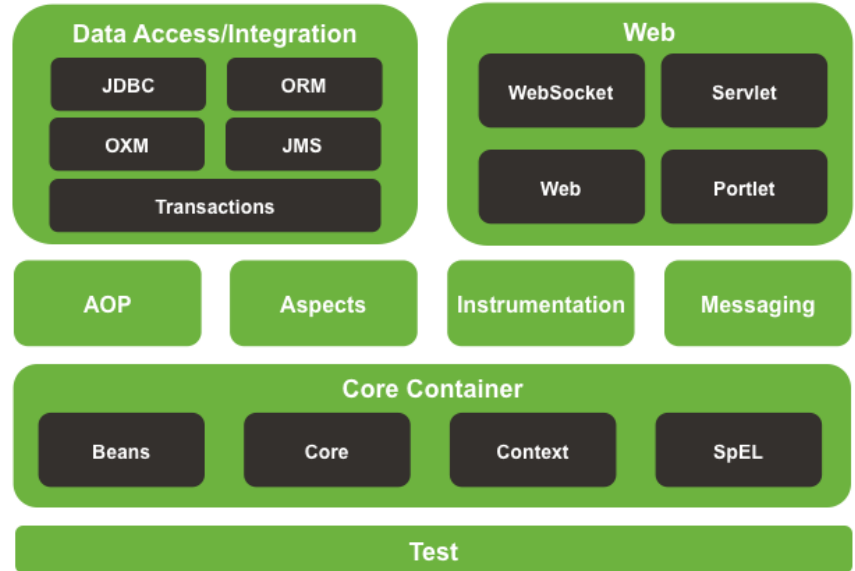 Data Access/Integration
JDBC
ORM
OXM
JMS
Transactions
Web
WebSocket
Servlet
Web
Portlet
AOP
Aspects
Instrumentation
Messaging
Core Container
Beans
Core
Context
SpEL
Test